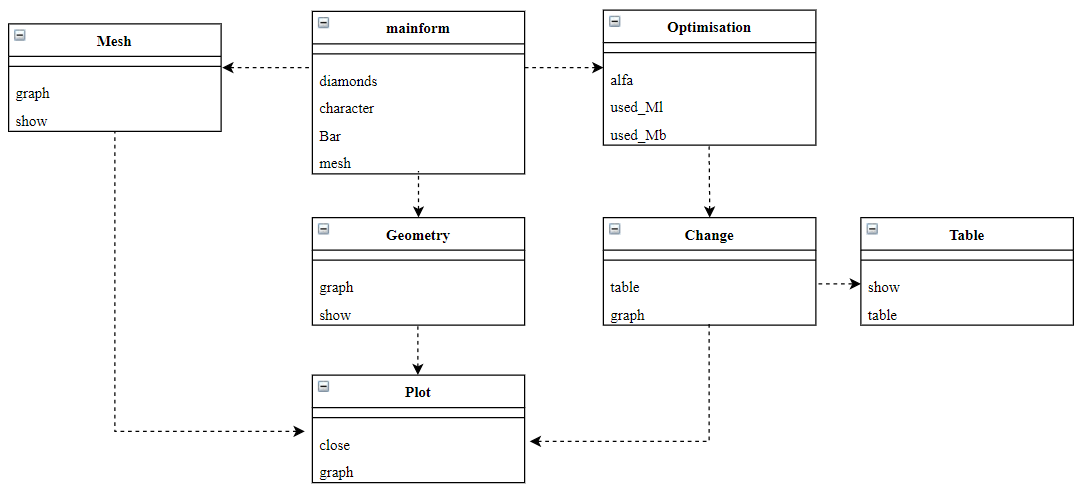 Mesh
graph
show
mainform
diamonds
character
Bar
mesh
Optimisation
alfa
used_Ml
used_Mb
Geometry
graph
show
Change
table
graph
Table
show
table
Plot
close
graph